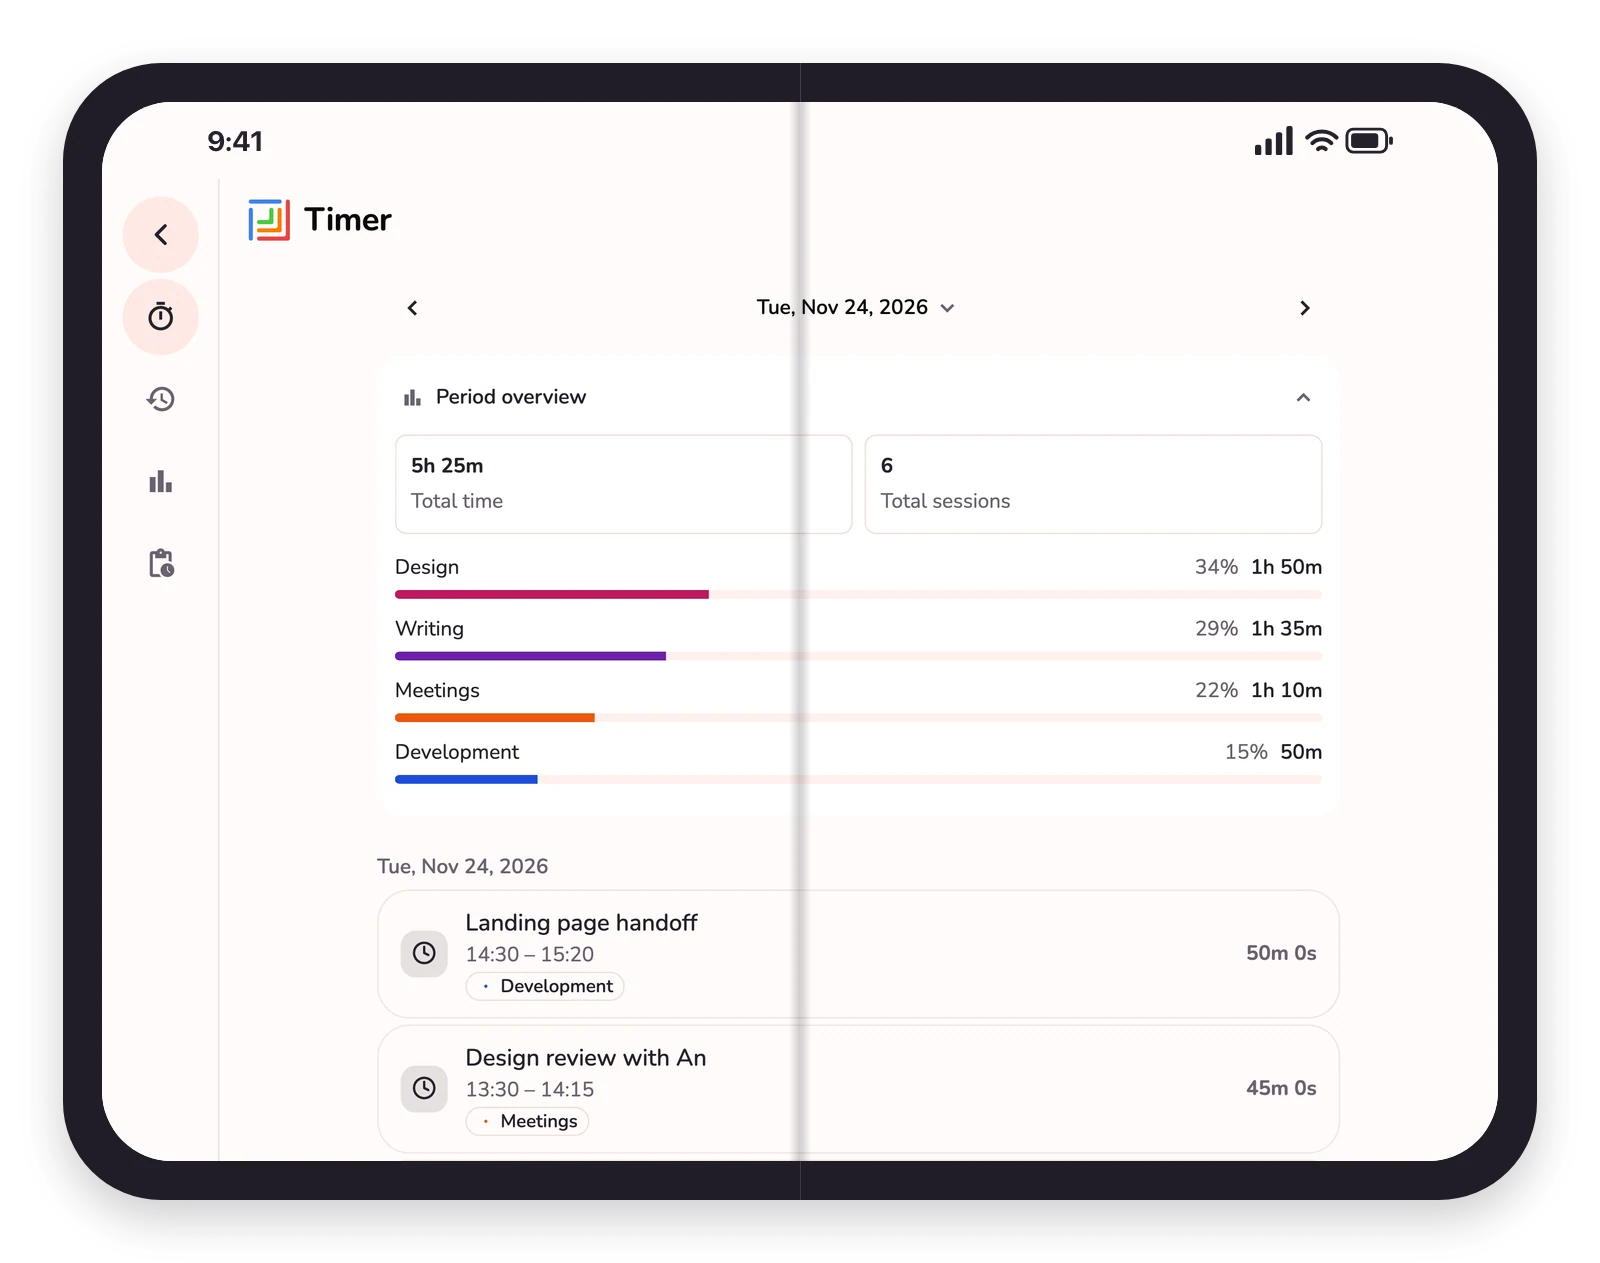 9:41
Timer
Tue, Nov 24, 2026
Period overview
5h 25m
Total time
6
Total sessions
Design 34% 1h 50m
Writing 29% 1h 35m
Meetings 22% 1h 10m
Development 15% 50m
Tue, Nov 24, 2026
Landing page handoff
14:30 – 15:20
50m 0s
Development
Design review with An
13:30 – 14:15
45m 0s
Meetings